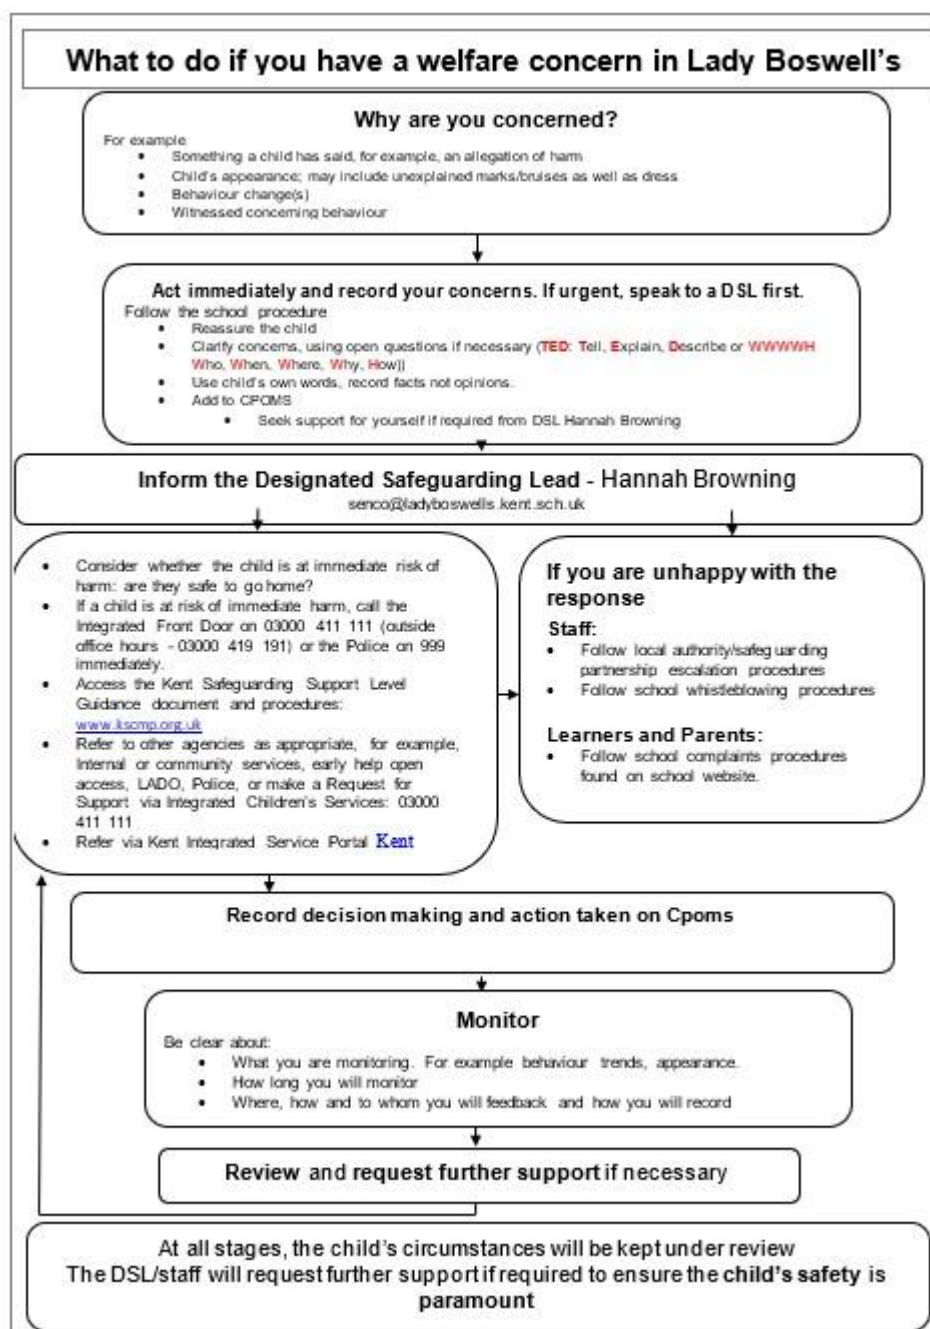 What to do if you have a welfare concern in Lady Boswell's
Why are you concerned?
For example
• Something a child has said, for example, an allegation of harm
• Child's appearance; may include unexplained marks/bruises as well as dress
• Behaviour change(s)
• Witnessed concerning behaviour
Act immediately and record your concerns. If urgent, speak to a DSL first.
Follow the school procedure
• Reassure the child
• Clarify concerns, using open questions if necessary (TED: Tell, Explain, Describe or WWWWH
Who, When, Where, Why, How))
• Use child's own words, record facts not opinions.
• Add to CPOMS
• Seek support for yourself if required from DSL Hannah Browning
Inform the Designated Safeguarding Lead - Hannah Browning
senco@ladyboswells.kent.sch.uk
• Consider whether the child is at immediate risk of
harm: are they safe to go home?
• If a child is at risk of immediate harm, call the
Integrated Front Door on 03000 411 111 (outside
office hours - 03000 419 191) or the Police on 999
immediately.
• Access the Kent Safeguarding Support Level
Guidance document and procedures:
www.kscmp.org.uk
• Refer to other agencies as appropriate, for example,
Internal or community services, early help open
access, LADO, Police, or make a Request for
Support via Integrated Children's Services: 03000
411 111
• Refer via Kent Integrated Service Portal Kent
If you are unhappy with the
response
Staff:
• Follow local authority/safeguarding
partnership escalation procedures
• Follow school whistleblowing procedures
Learners and Parents:
• Follow school complaints procedures
found on school website.
Record decision making and action taken on Cpoms
Monitor
Be clear about:
• What you are monitoring. For example behaviour trends, appearance.
• How long you will monitor
• Where, how and to whom you will feedback and how you will record
Review and request further support if necessary
At all stages, the child's circumstances will be kept under review
The DSL/staff will request further support if required to ensure the child's safety is
paramount